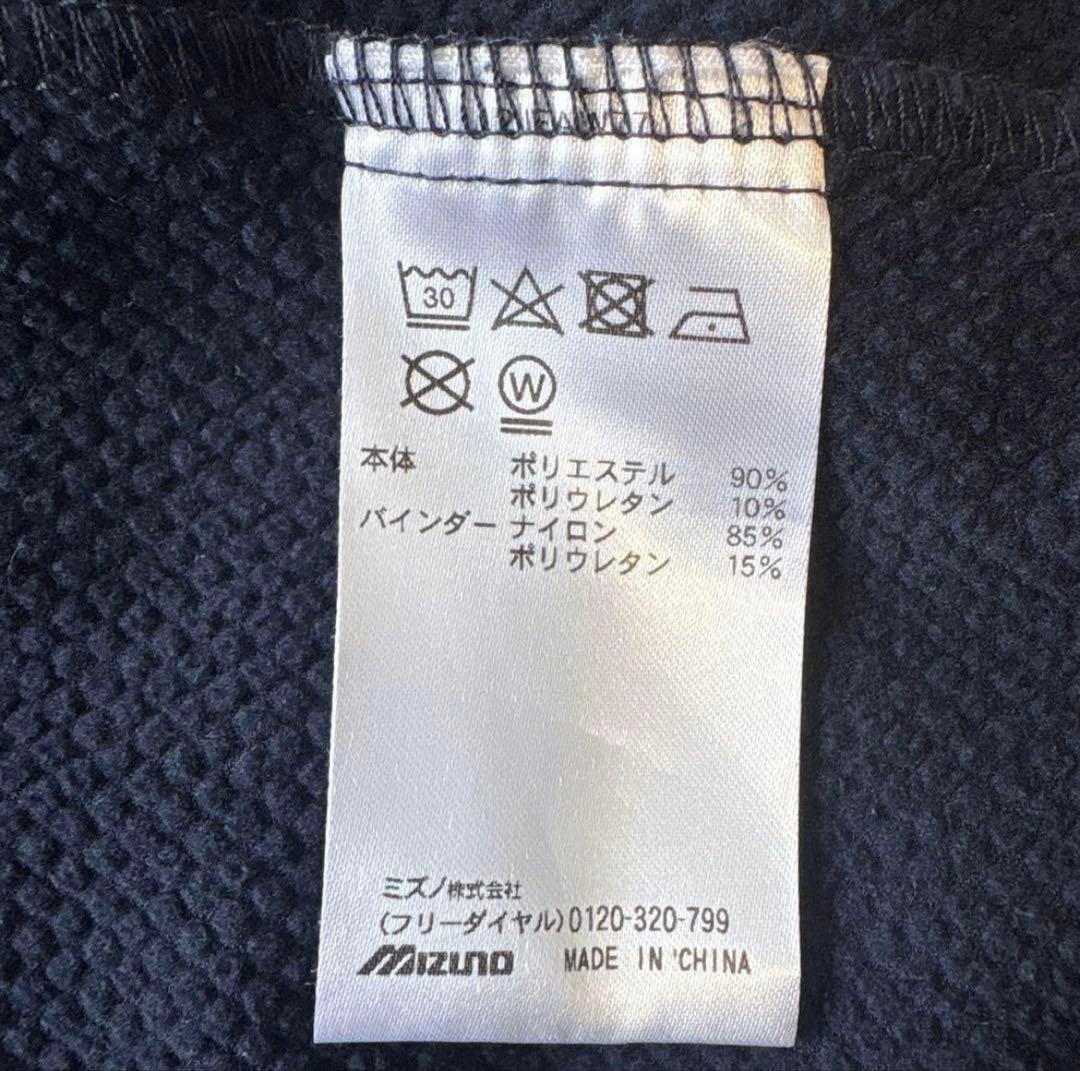 30
W
本体 ポリエステル 90%
ポリウレタン 10%
バインダー ナイロン 85%
ポリウレタン 15%
ミズノ株式会社
(フリーダイヤル)0120-320-799
MIZUNO MADE IN CHINA